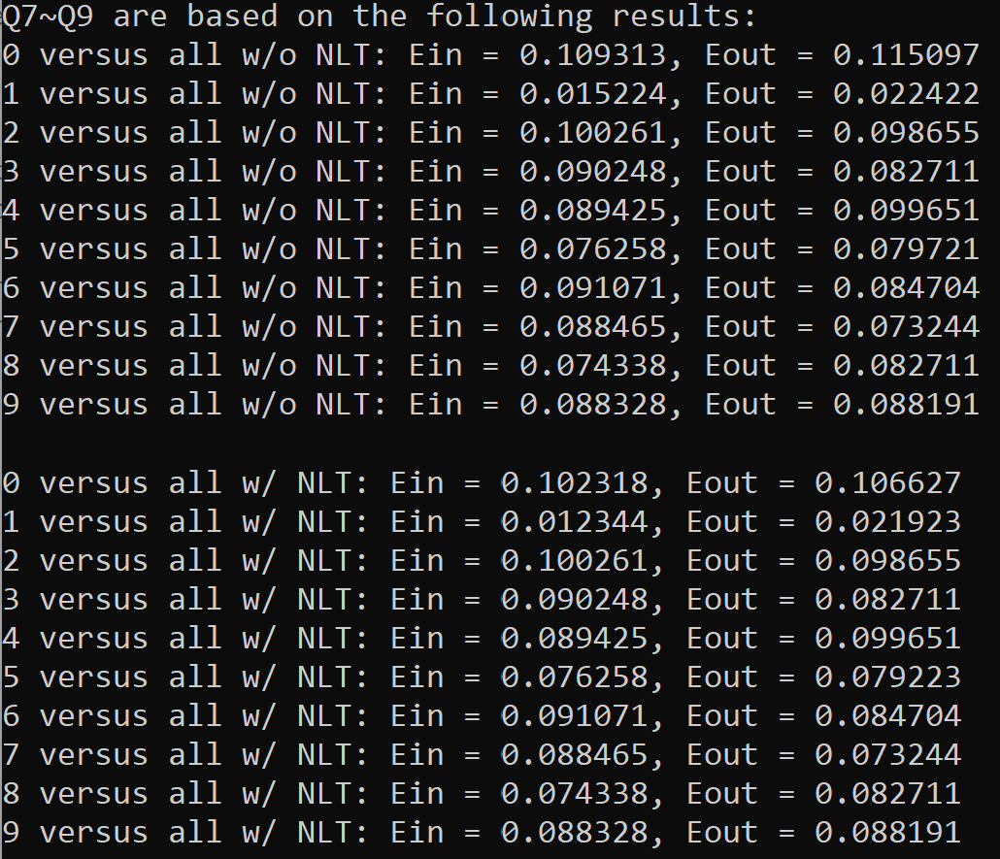 Q7~Q9 are based on the following results:
0 versus all w/o NLT: Ein = 0.109313, Eout = 0.115097
1 versus all w/o NLT: Ein = 0.015224, Eout = 0.022422
2 versus all w/o NLT: Ein = 0.100261, Eout = 0.098655
3 versus all w/o NLT: Ein = 0.090248, Eout = 0.082711
4 versus all w/o NLT: Ein = 0.089425, Eout = 0.099651
5 versus all w/o NLT: Ein = 0.076258, Eout = 0.079721
6 versus all w/o NLT: Ein = 0.091071, Eout = 0.084704
7 versus all w/o NLT: Ein = 0.088465, Eout = 0.073244
8 versus all w/o NLT: Ein = 0.074338, Eout = 0.082711
9 versus all w/o NLT: Ein = 0.088328, Eout = 0.088191
0 versus all w/ NLT: Ein = 0.102318, Eout = 0.106627
1 versus all w/ NLT: Ein = 0.012344, Eout = 0.021923
2 versus all w/ NLT: Ein = 0.100261, Eout = 0.098655
3 versus all w/ NLT: Ein = 0.090248, Eout = 0.082711
4 versus all w/ NLT: Ein = 0.089425, Eout = 0.099651
5 versus all w/ NLT: Ein = 0.076258, Eout = 0.079223
6 versus all w/ NLT: Ein = 0.091071, Eout = 0.084704
7 versus all w/ NLT: Ein = 0.088465, Eout = 0.073244
8 versus all w/ NLT: Ein = 0.074338, Eout = 0.082711
9 versus all w/ NLT: Ein = 0.088328, Eout = 0.088191